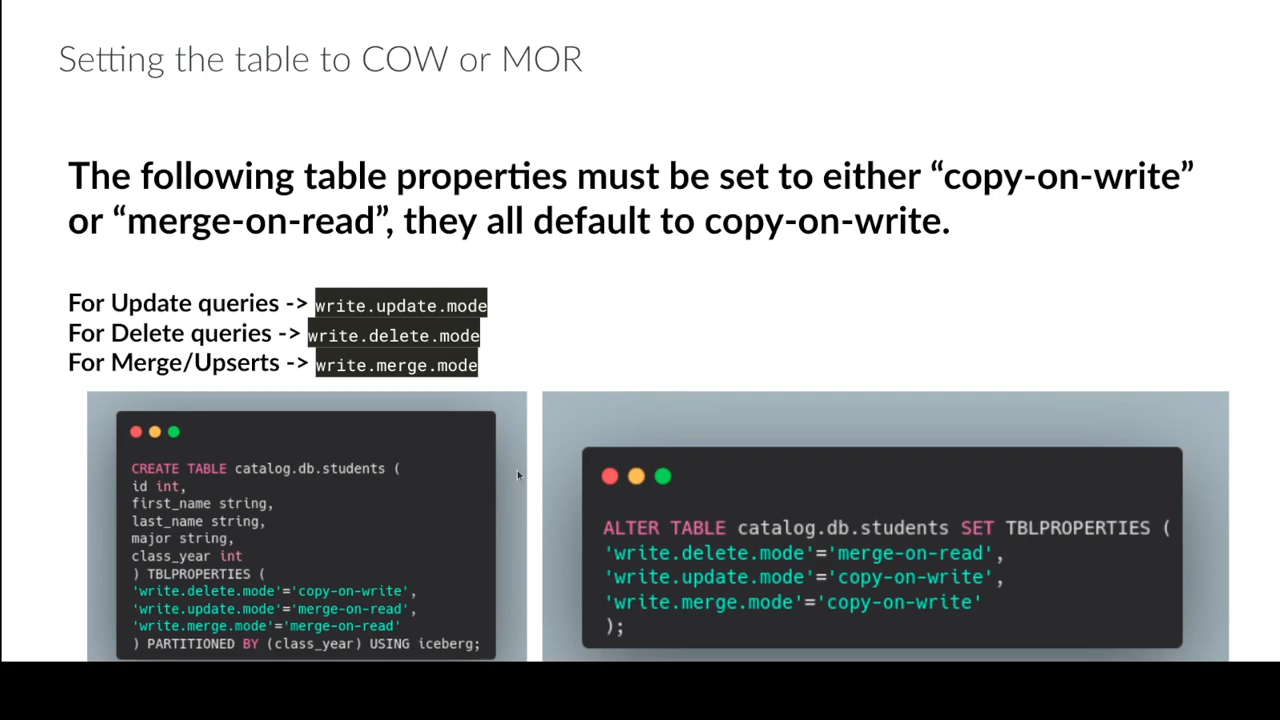 Setting the table to COW or MOR
The following table properties must be set to either “copy-on-write”
or “merge-on-read”, they all default to copy-on-write.
For Update queries -> write.update.mode
For Delete queries -> write.delete.mode
For Merge/Upserts -> write.merge.mode
CREATE TABLE catalog.db.students (
id int,
first_name string,
last_name string,
major string,
class_year int
) TBLPROPERTIES (
'write.delete.mode'='copy-on-write',
'write.update.mode'='merge-on-read',
'write.merge.mode'='merge-on-read'
) PARTITIONED BY (class_year) USING iceberg;
ALTER TABLE catalog.db.students SET TBLPROPERTIES (
'write.delete.mode'='merge-on-read',
'write.update.mode'='copy-on-write',
'write.merge.mode'='copy-on-write'
);